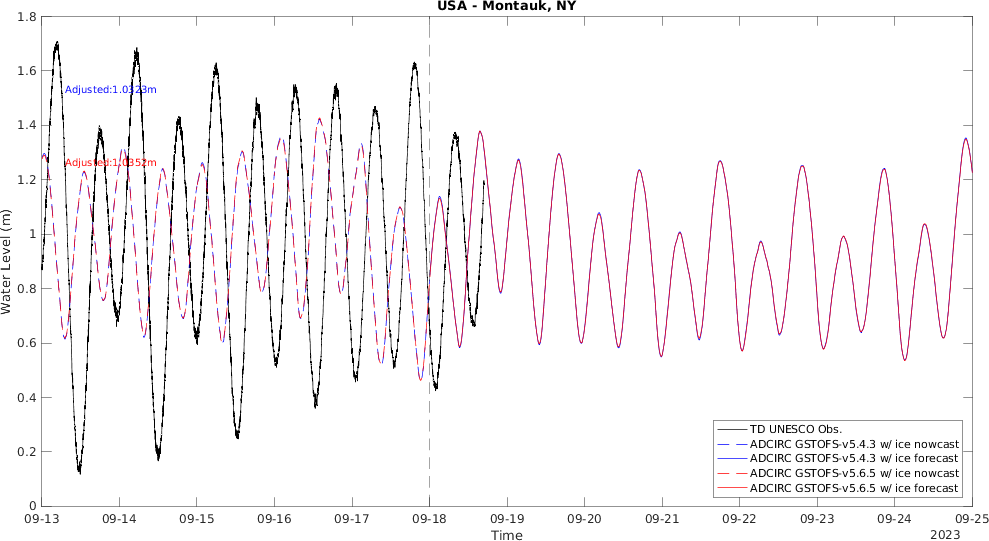 USA - Montauk, NY
1.8
1.6
1.4
1.2
1
0.8
0.6
0.4
0.2
0
Water Level (m)
Adjusted:1.0323m
Adjusted:1.0352m
TD UNESCO Obs.
ADCIRC GSTOFS-v5.4.3 w/ ice nowcast
ADCIRC GSTOFS-v5.4.3 w/ ice forecast
ADCIRC GSTOFS-v5.6.5 w/ ice nowcast
ADCIRC GSTOFS-v5.6.5 w/ ice forecast
09-13 09-14 09-15 09-16 09-17 09-18 09-19 09-20 09-21 09-22 09-23 09-24 09-25
Time
2023